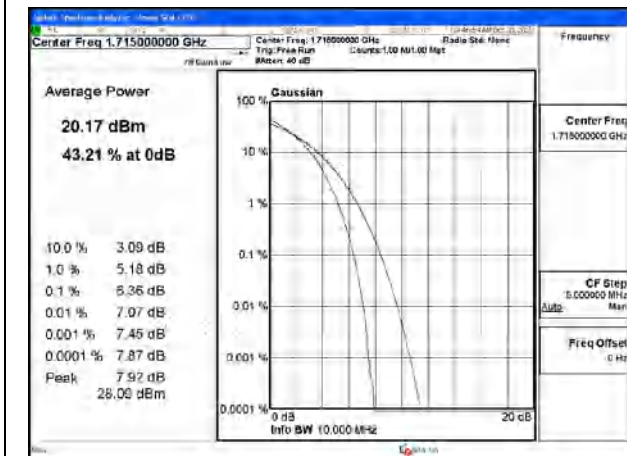 Center Freq 1.715000000 GHz
Center Freq: 1.715000000 GHz
Radio Std: None
Trig: Free Run
Counts:1.00 M/1.00 Mpt
#Atten: 40 dB
Frequency
Average Power
20.17 dBm
43.21 % at 0dB
10.0 % 3.09 dB
1.0 % 5.18 dB
0.1 % 6.36 dB
0.01 % 7.07 dB
0.001 % 7.45 dB
0.0001 % 7.87 dB
Peak 7.92 dB
28.09 dBm
Gaussian
100 %
10 %
1 %
0.1 %
0.01 %
0.001 %
0.0001 %
0 dB
20 dB
Info BW 10.000 MHz
Center Freq
1.715000000 GHz
CF Step
5.000000 MHz
Auto Man
Freq Offset
0 Hz